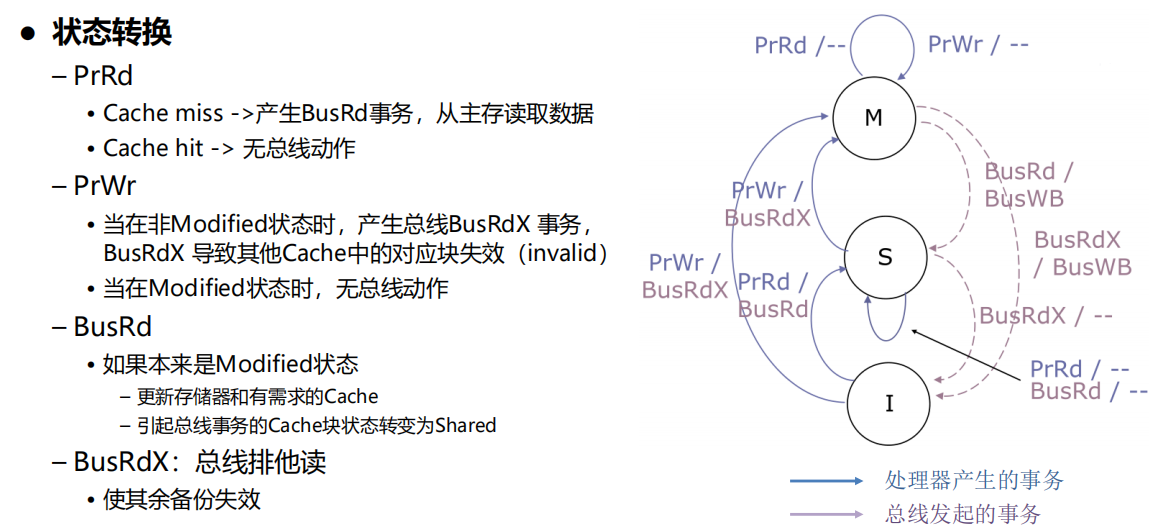 ● 状态转换
– PrRd
• Cache miss ->产生BusRd事务，从主存读取数据
• Cache hit -> 无总线动作
– PrWr
• 当在非Modified状态时，产生总线BusRdX 事务，
BusRdX 导致其他Cache中的对应块失效（invalid）
• 当在Modified状态时，无总线动作
– BusRd
• 如果本来是Modified状态
– 更新存储器和有需求的Cache
– 引起总线事务的Cache块状态转变为Shared
– BusRdX：总线排他读
• 使其余备份失效
PrRd /--
PrWr / --
M
BusRd /
BusWB
PrWr /
BusRdX
BusRdX
/ BusWB
S
PrWr /
BusRdX
PrRd /
BusRd
BusRdX / --
PrRd / --
BusRd / --
I
处理器产生的事务
总线发起的事务